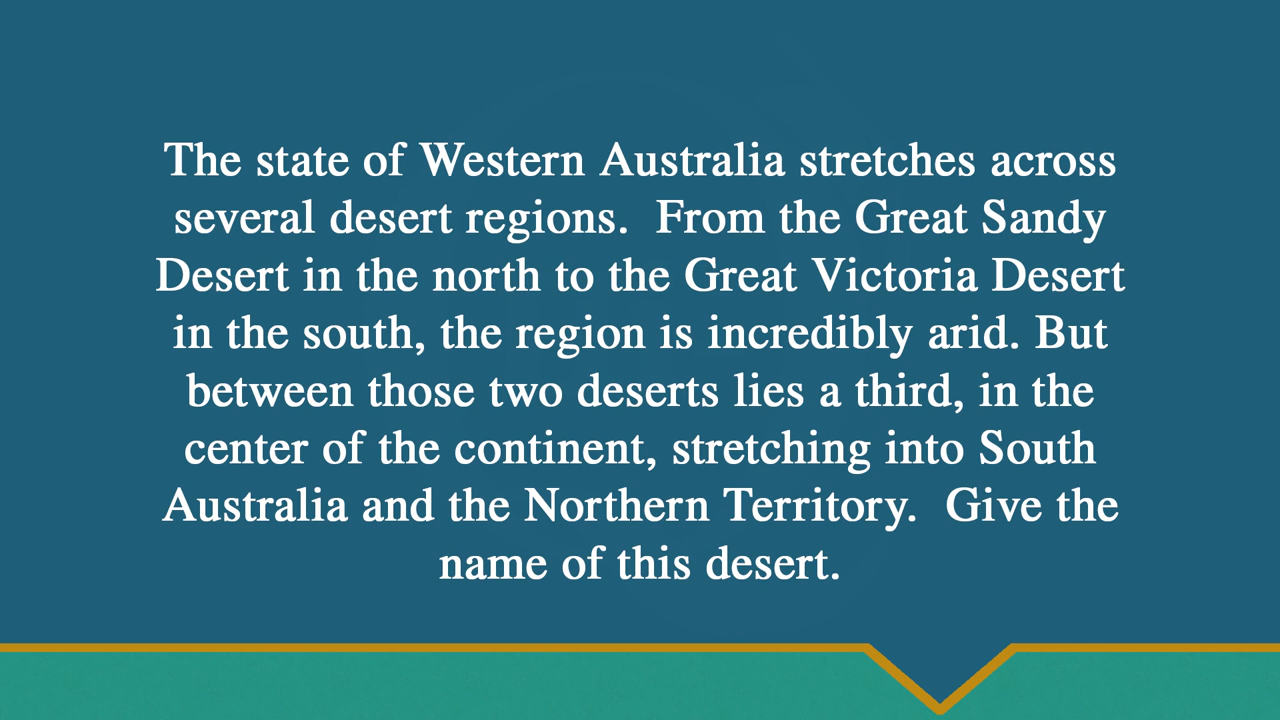 The state of Western Australia stretches across
several desert regions.  From the Great Sandy
Desert in the north to the Great Victoria Desert
in the south, the region is incredibly arid. But
between those two deserts lies a third, in the
center of the continent, stretching into South
Australia and the Northern Territory.  Give the
name of this desert.